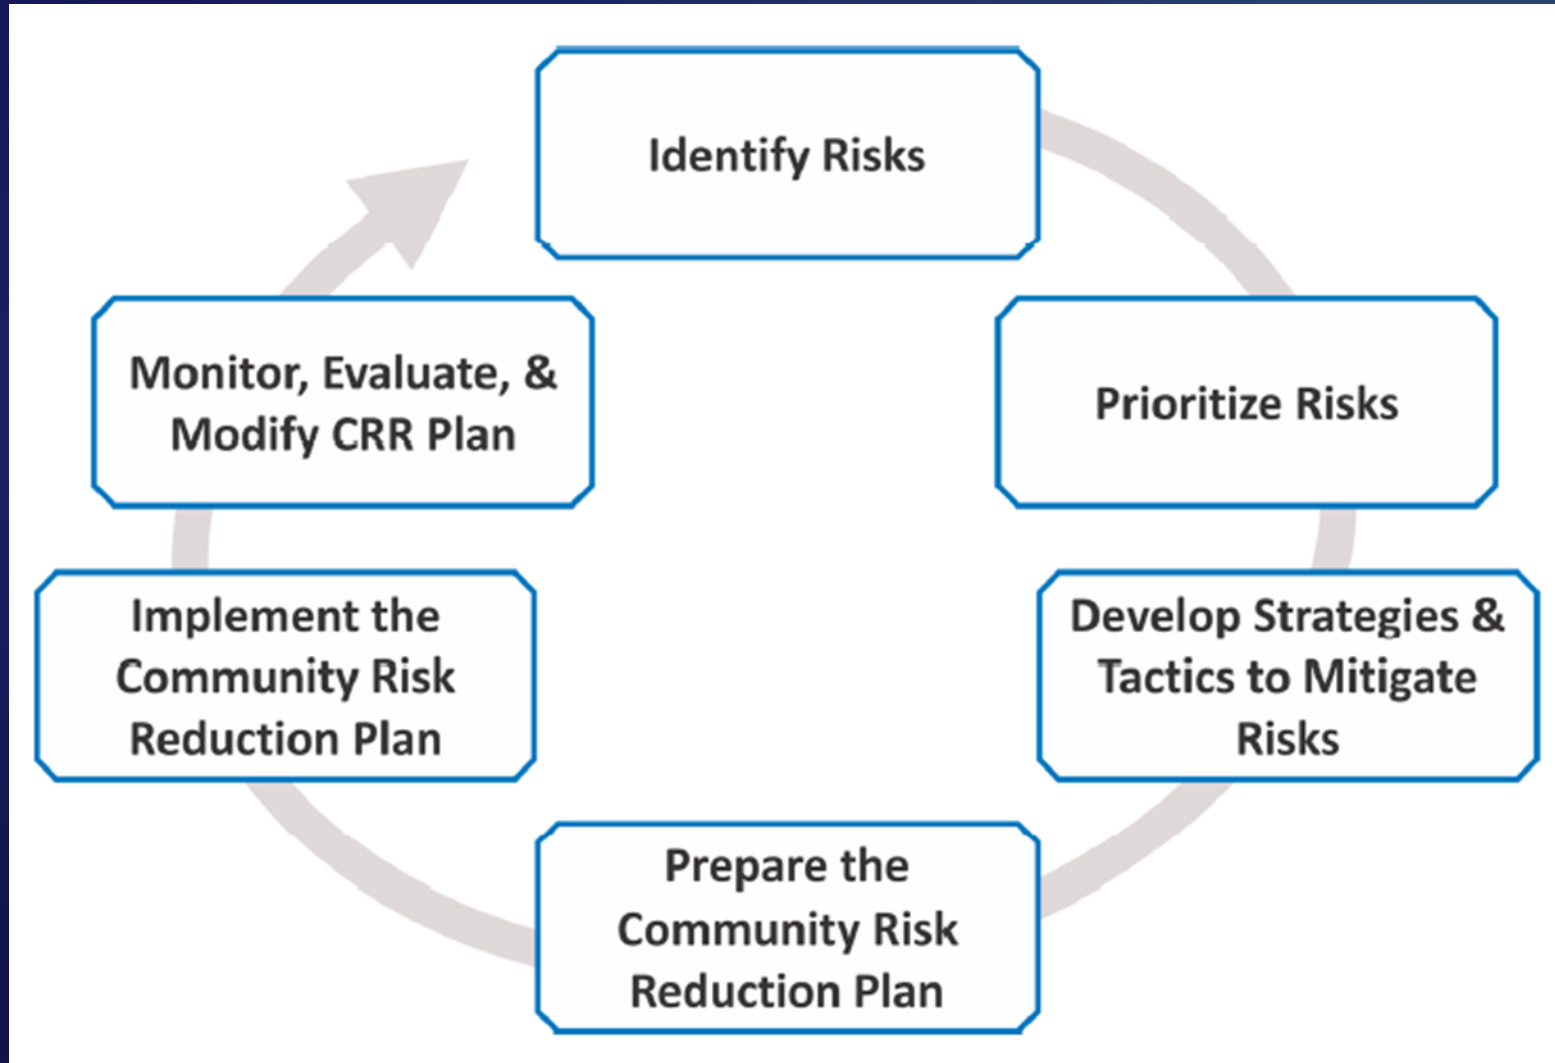 Identify Risks
Prioritize Risks
Develop Strategies &
Tactics to Mitigate
Risks
Prepare the
Community Risk
Reduction Plan
Implement the
Community Risk
Reduction Plan
Monitor, Evaluate, &
Modify CRR Plan